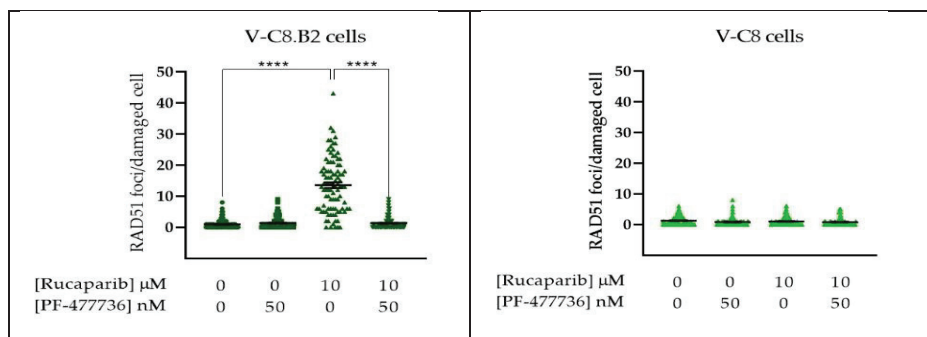 V-C8.B2 cells
**** ****
RAD51 foci/damaged cell
50
40
30
20
10
0
[Rucaparib] μM 0 0 10 10
[PF-477736] nM 0 50 0 50
V-C8 cells
RAD51 foci/damaged cell
50
40
30
20
10
0
[Rucaparib] μM 0 0 10 10
[PF-477736] nM 0 50 0 50